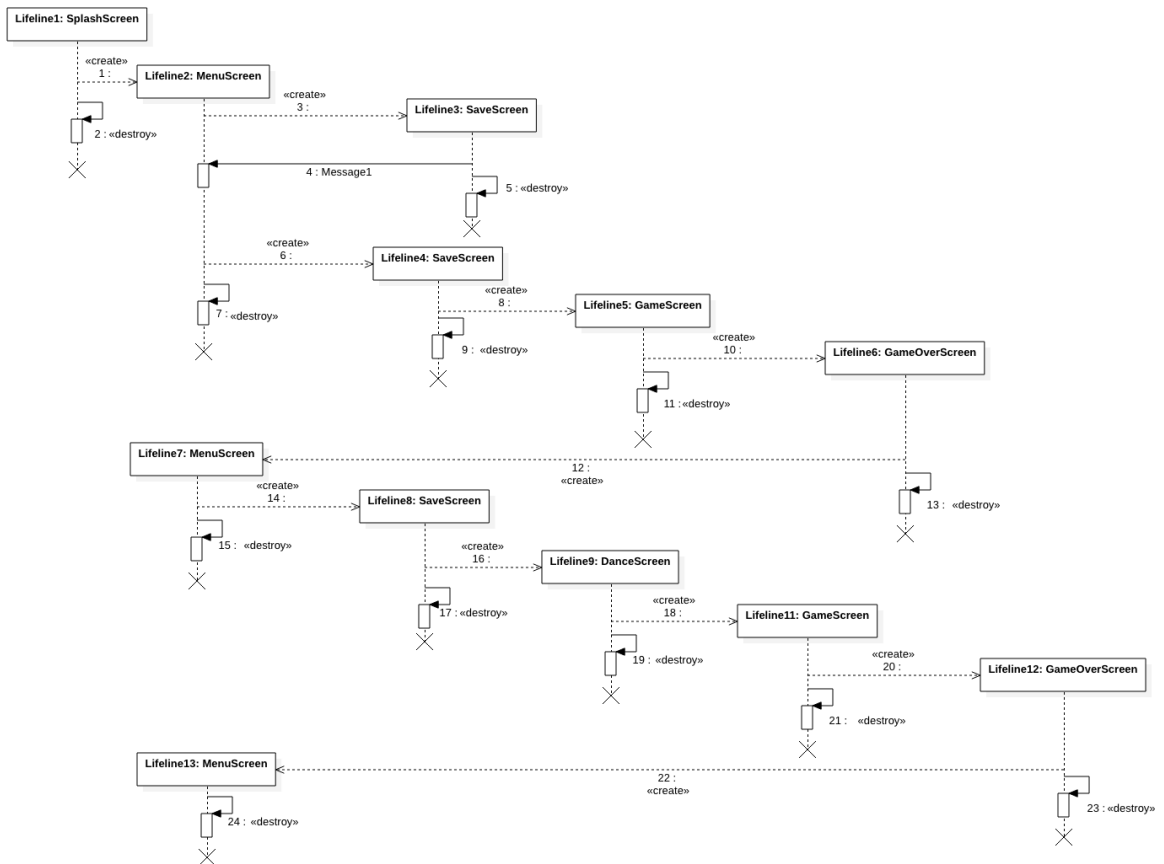 Lifeline1: SplashScreen
«create»
1 :
Lifeline2: MenuScreen
«create»
3 :
Lifeline3: SaveScreen
2 : «destroy»
4 : Message1
5 : «destroy»
«create»
6 :
Lifeline4: SaveScreen
«create»
8 :
Lifeline5: GameScreen
7 : «destroy»
«create»
10 :
Lifeline6: GameOverScreen
9 : «destroy»
11 : «destroy»
Lifeline7: MenuScreen
12 :
«create»
«create»
14 :
Lifeline8: SaveScreen
13 : «destroy»
15 : «destroy»
«create»
16 :
Lifeline9: DanceScreen
«create»
18 :
Lifeline11: GameScreen
17 : «destroy»
«create»
20 :
Lifeline12: GameOverScreen
19 : «destroy»
21 : «destroy»
Lifeline13: MenuScreen
22 :
«create»
23 : «destroy»
24 : «destroy»